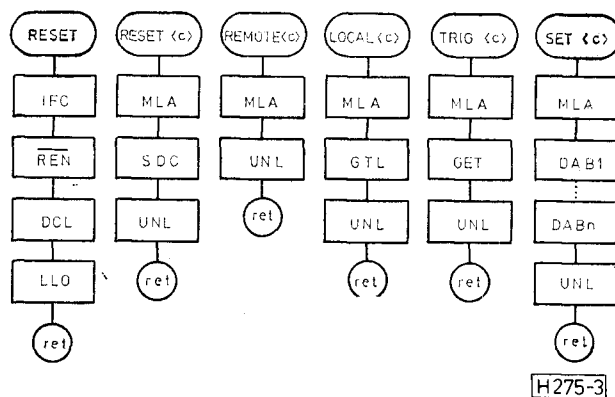 RESET
IFC
REN
DCL
LLO
ret
RESET <c>
MLA
SDC
UNL
ret
REMOTE<c>
MLA
UNL
ret
LOCAL <c>
MLA
GTL
UNL
ret
TRIG <c>
MLA
GET
UNL
ret
SET <c>
MLA
DAB1
DABn
UNL
ret
H275-3